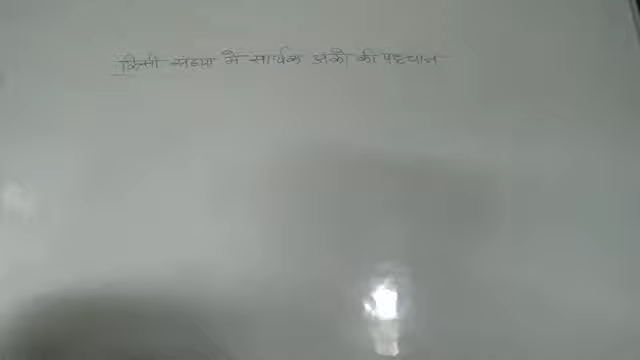 किसी संख्या में सार्थक अंकों की पहचान